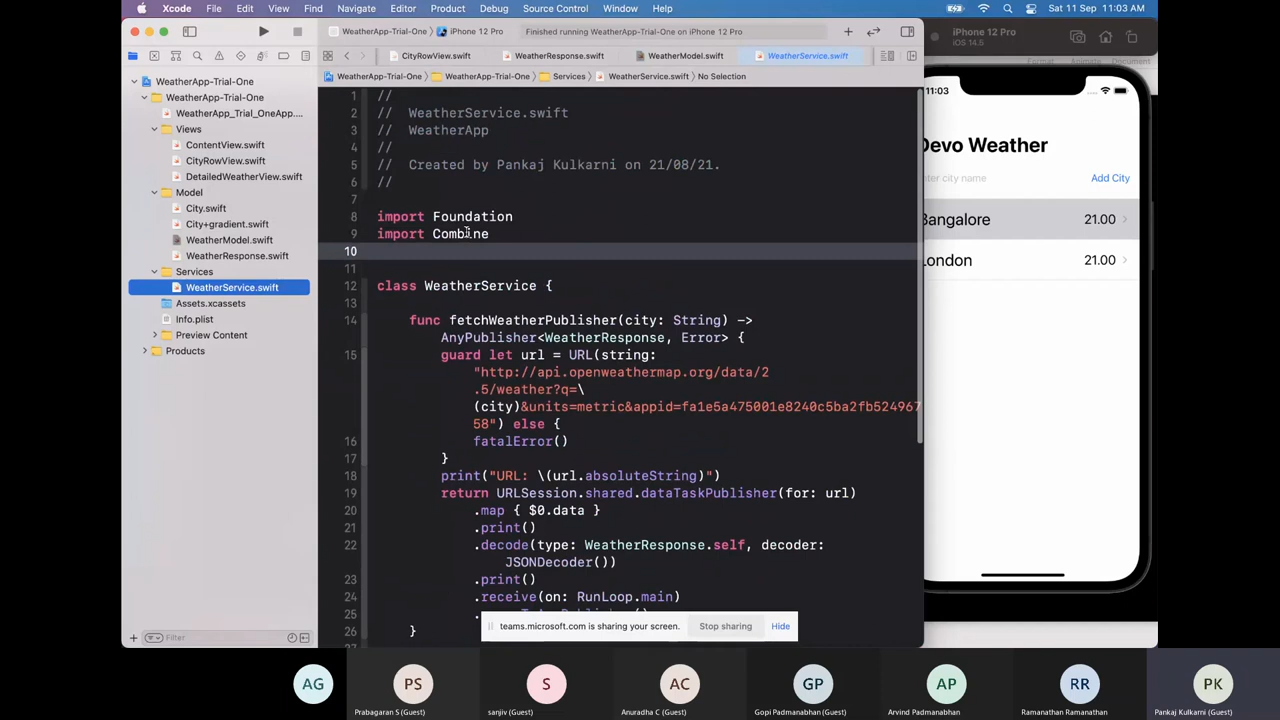 Xcode File Edit View Find Navigate Editor Product Debug Source Control Window Help Sat 11 Sep 11:03 AM
WeatherApp-Trial-One iPhone 12 Pro Finished running WeatherApp-Trial-One on iPhone 12 Pro
CityRowView.swift WeatherResponse.swift WeatherModel.swift WeatherService.swift
WeatherApp-Trial-One WeatherApp-Trial-One Services WeatherService.swift No Selection
WeatherApp-Trial-One
WeatherApp-Trial-One
WeatherApp_Trial_OneApp....
Views
ContentView.swift
CityRowView.swift
DetailedWeatherView.swift
Model
City.swift
City+gradient.swift
WeatherModel.swift
WeatherResponse.swift
Services
WeatherService.swift
Assets.xcassets
Info.plist
Preview Content
Products
Filter
1 //
2 // WeatherService.swift
3 // WeatherApp
4 //
5 // Created by Pankaj Kulkarni on 21/08/21.
6 //
7
8 import Foundation
9 import Combine
10
11
12 class WeatherService {
13
14 func fetchWeatherPublisher(city: String) ->
AnyPublisher<WeatherResponse, Error> {
15 guard let url = URL(string:
"http://api.openweathermap.org/data/2
.5/weather?q=\
(city)&units=metric&appid=fa1e5a475001e8240c5ba2fb524967
58") else {
16 fatalError()
17 }
18 print("URL: \(url.absoluteString)")
19 return URLSession.shared.dataTaskPublisher(for: url)
20 .map { $0.data }
21 .print()
22 .decode(type: WeatherResponse.self, decoder:
JSONDecoder())
23 .print()
24 .receive(on: RunLoop.main)
25
26 }
teams.microsoft.com is sharing your screen. Stop sharing Hide
iPhone 12 Pro
iOS 14.5
Format Animate Document
11:03
Devo Weather
ter city name Add City
Bangalore 21.00
London 21.00
AG PS S AC GP AP RR PK
Prabagaran S (Guest) sanjiv (Guest) Anuradha C (Guest) Gopi Padmanabhan (Guest) Arvind Padmanabhan Ramanathan Ramanathan Pankaj Kulkarni (Guest)